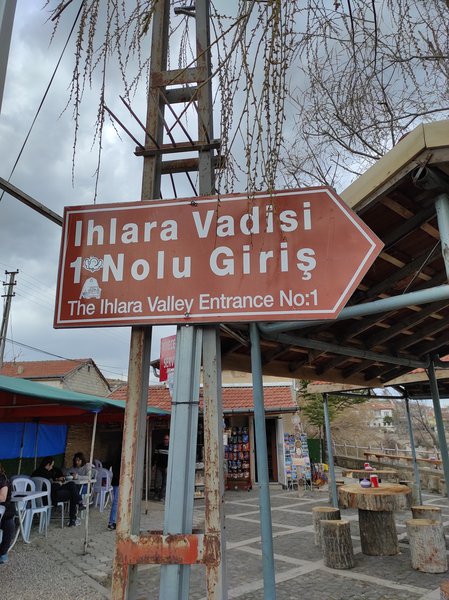 Ihlara Vadisi
1 Nolu Giriş
The Ihlara Valley Entrance No:1